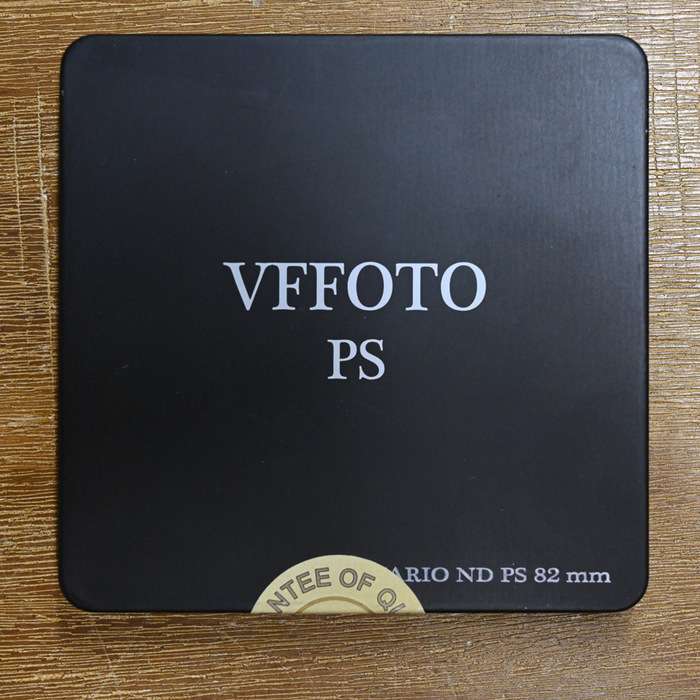 VFFOTO
PS
ARIO ND PS 82 mm
NTEE OF QU